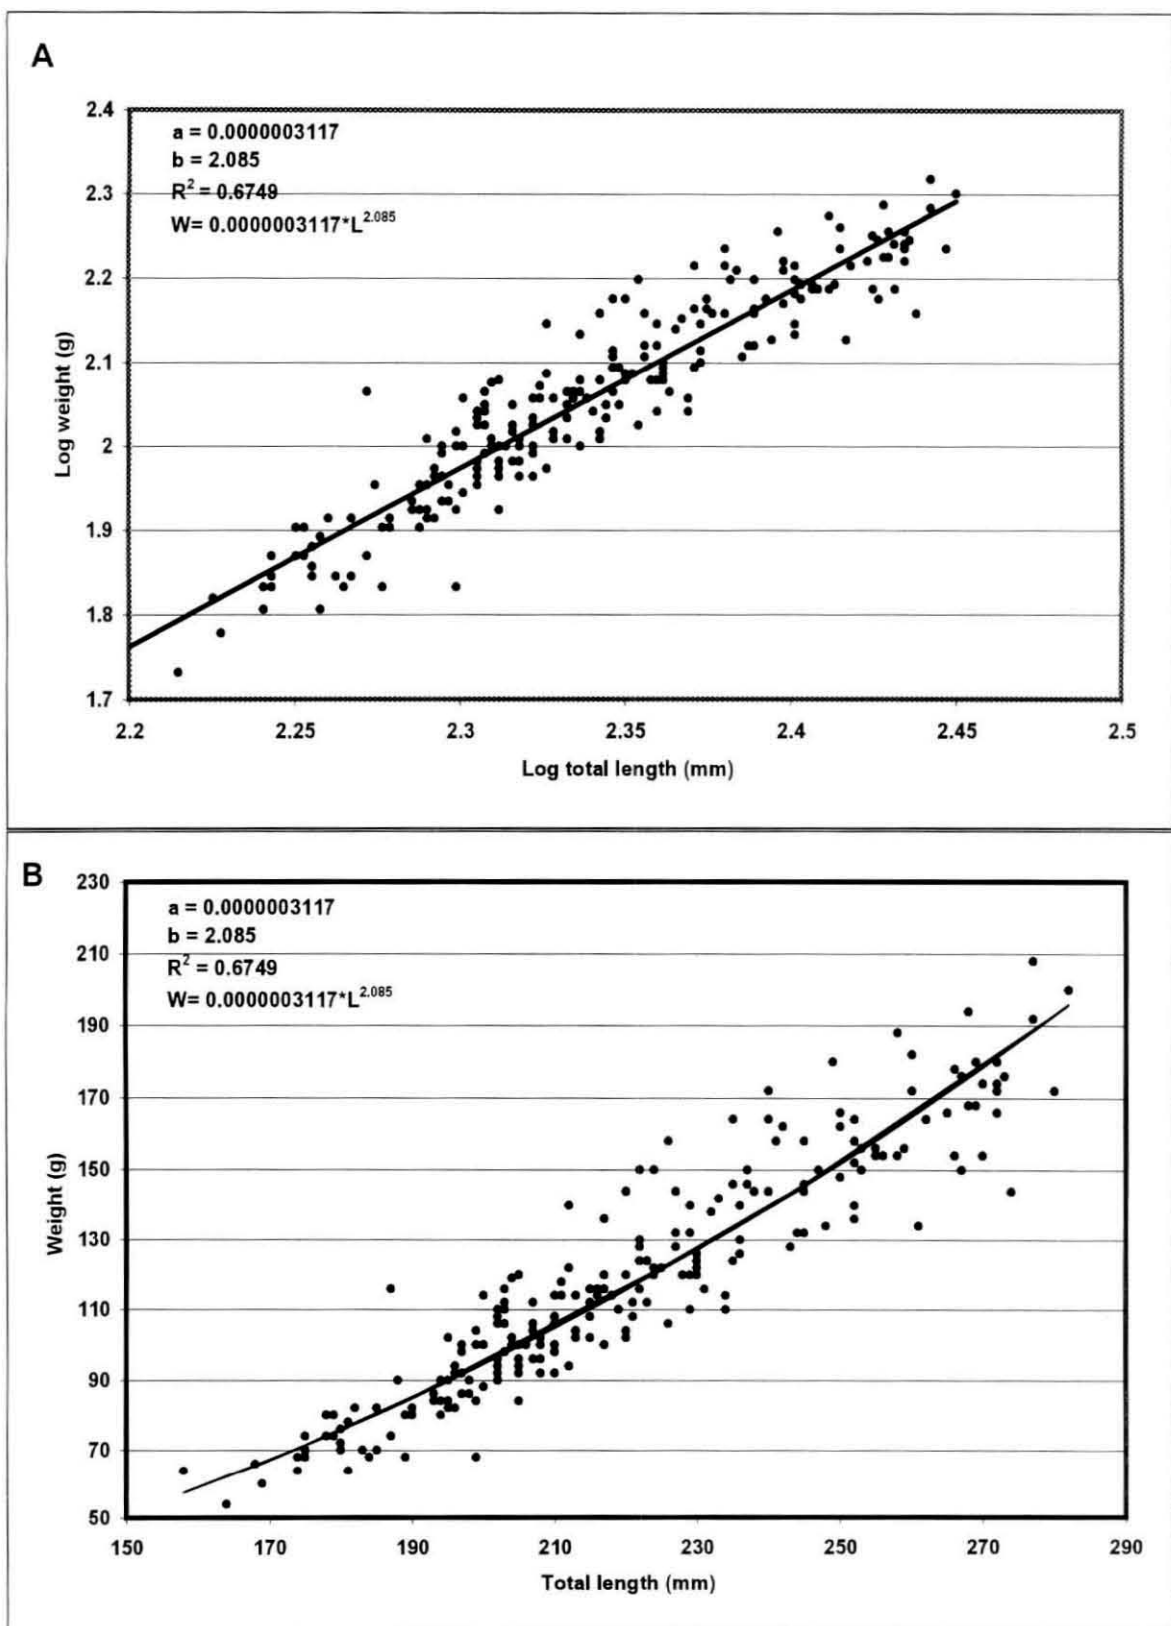 A
2.4
a = 0.0000003117
b = 2.085
2.3
R² = 0.6749
W= 0.0000003117*L^2.085
2.2
2.1
Log weight (g)
2
1.9
1.8
1.7
2.2 2.25 2.3 2.35 2.4 2.45 2.5
Log total length (mm)
B
230
a = 0.0000003117
b = 2.085
210
R² = 0.6749
W= 0.0000003117*L^2.085
190
170
150
Weight (g)
130
110
90
70
50
150 170 190 210 230 250 270 290
Total length (mm)